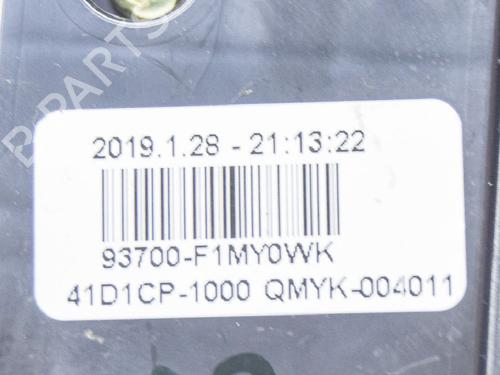 B-PARTS
2019.1.28 - 21:13:22
93700-F1MY0WK
41D1CP-1000 QMYK-004011